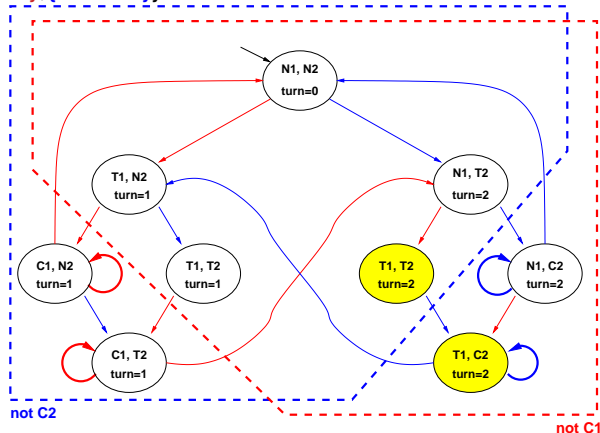 N1, N2
turn=0
T1, N2
turn=1
N1, T2
turn=2
C1, N2
turn=1
T1, T2
turn=1
T1, T2
turn=2
N1, C2
turn=2
C1, T2
turn=1
T1, C2
turn=2
not C2
not C1